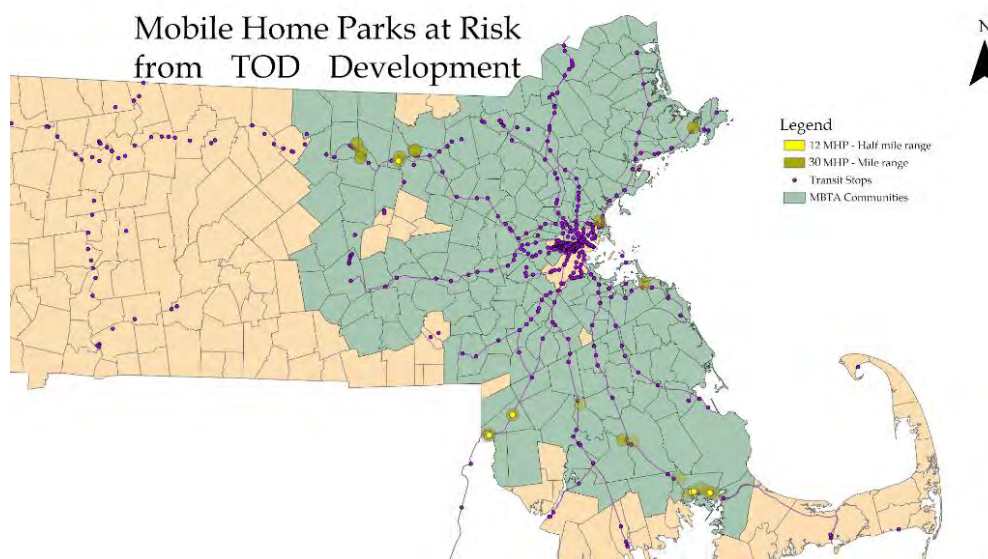 Mobile Home Parks at Risk
from TOD Development
N
Legend
12 MHP - Half mile range
30 MHP - Mile range
Transit Stops
MBTA Communities